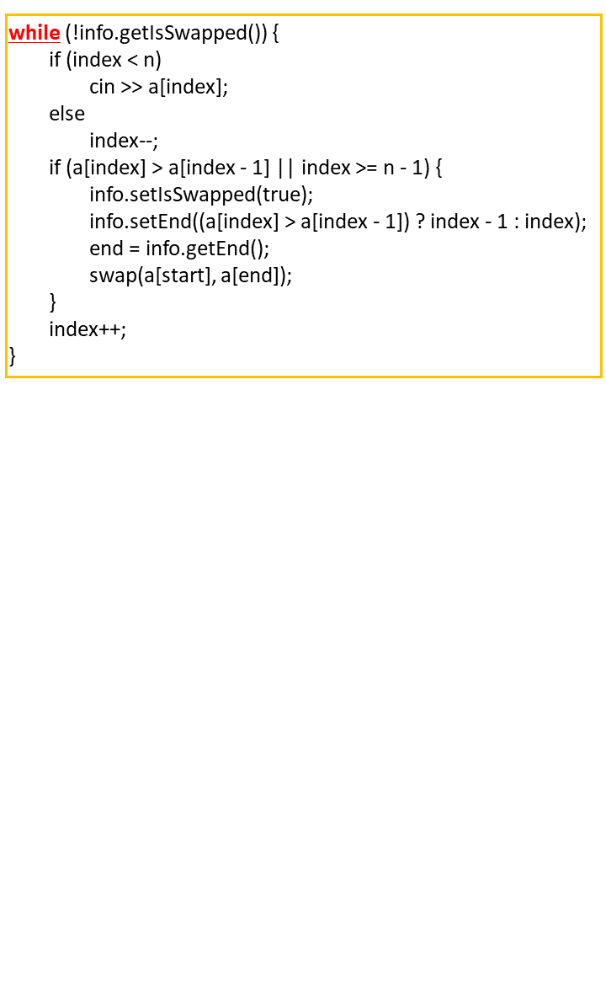 while (!info.getIsSwapped()) {
if (index < n)
cin >> a[index];
else
index--;
if (a[index] > a[index - 1] || index >= n - 1) {
info.setIsSwapped(true);
info.setEnd((a[index] > a[index - 1]) ? index - 1 : index);
end = info.getEnd();
swap(a[start], a[end]);
}
index++;
}